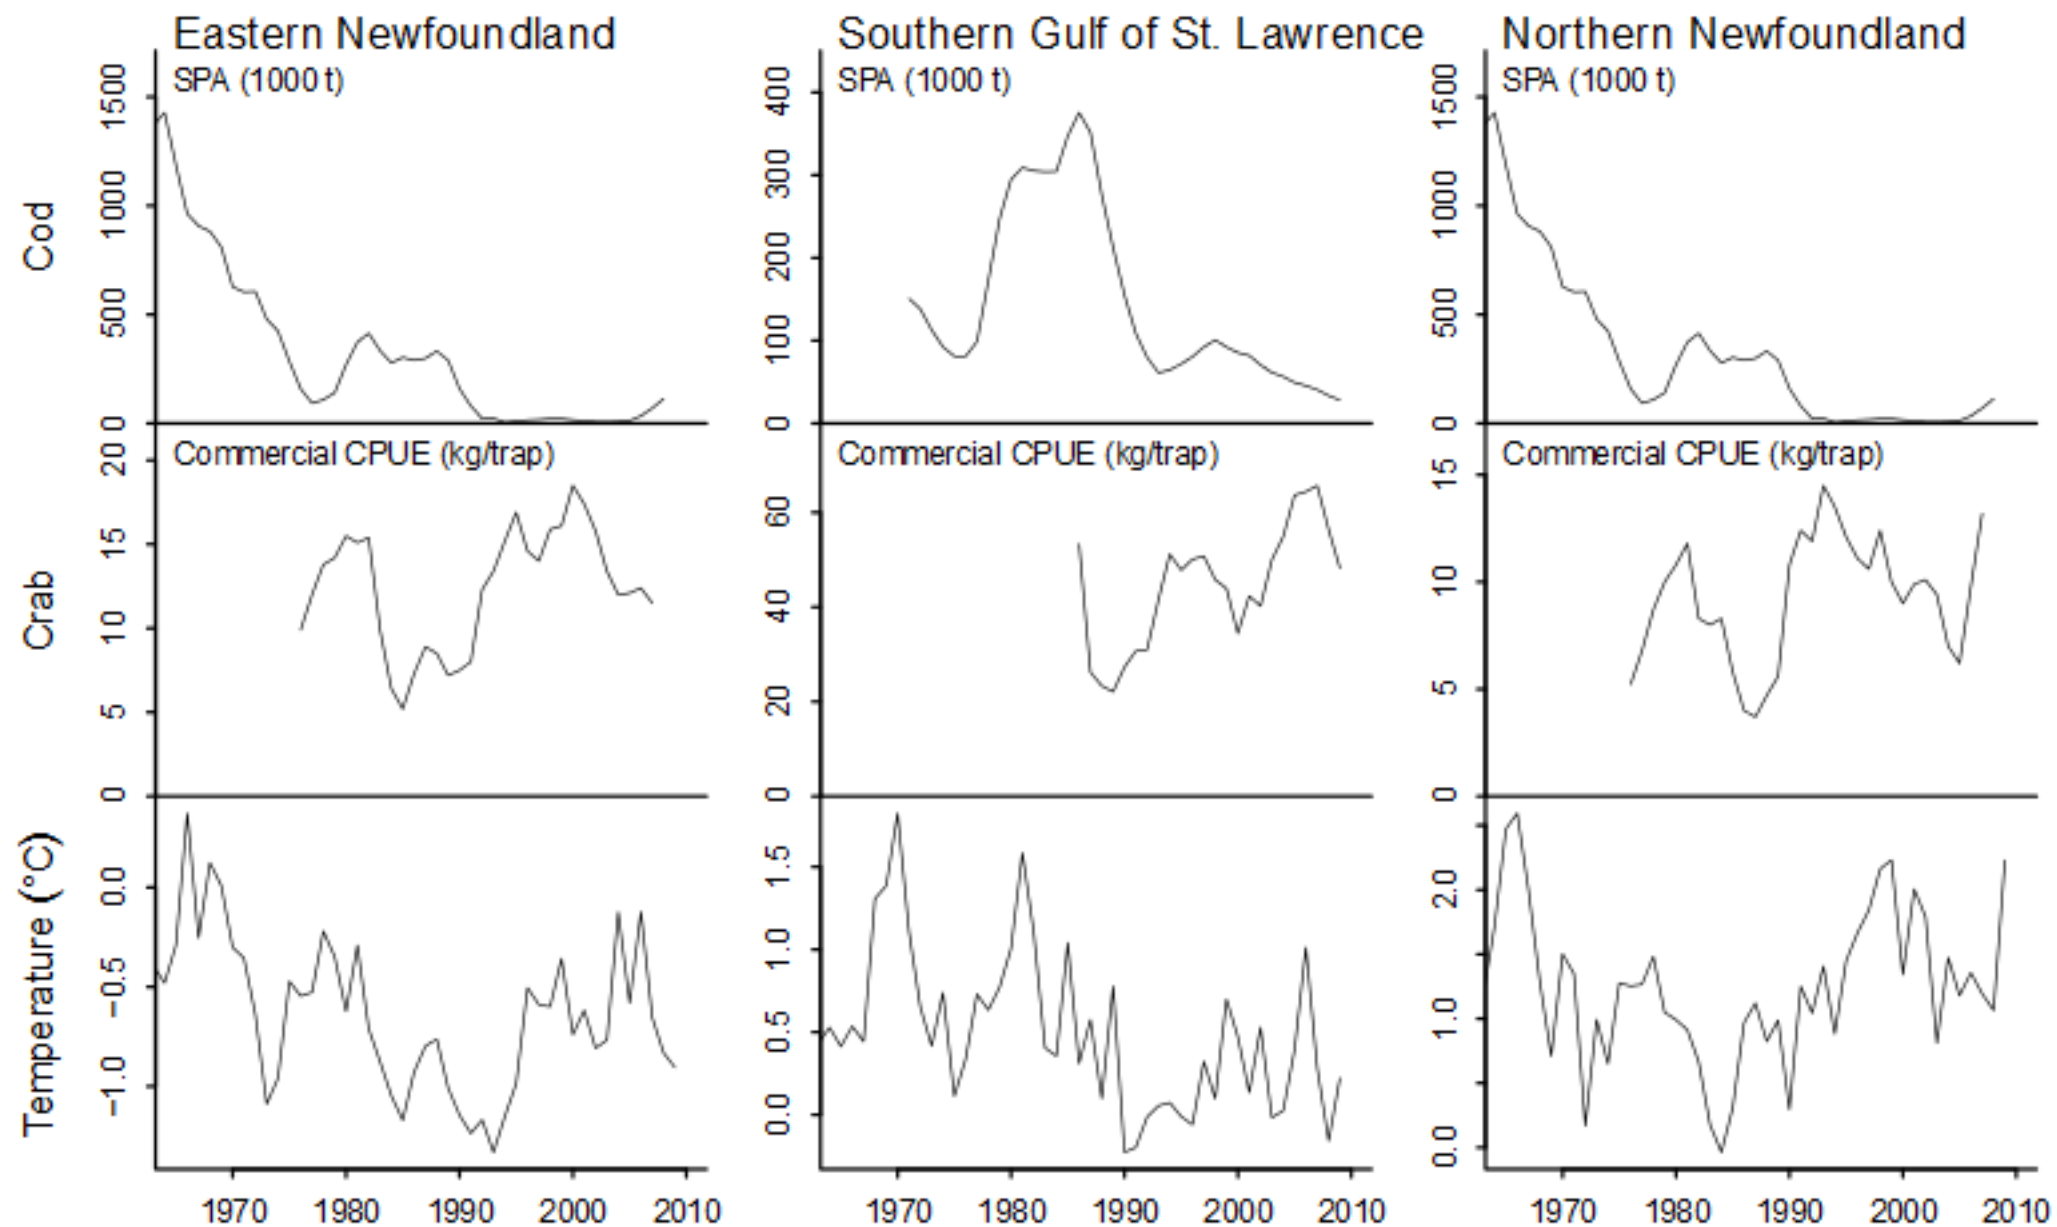 Eastern Newfoundland Southern Gulf of St. Lawrence Northern Newfoundland
SPA (1000 t) SPA (1000 t) SPA (1000 t)
Cod
0 500 1000 1500
0 100 200 300 400
0 500 1000 1500
Commercial CPUE (kg/trap) Commercial CPUE (kg/trap) Commercial CPUE (kg/trap)
Crab
0 5 10 15 20
0 20 40 60
0 5 10 15
Temperature (°C)
−1.0 −0.5 0.0
0.0 0.5 1.0 1.5
0.0 1.0 2.0
1970 1980 1990 2000 2010 1970 1980 1990 2000 2010 1970 1980 1990 2000 2010